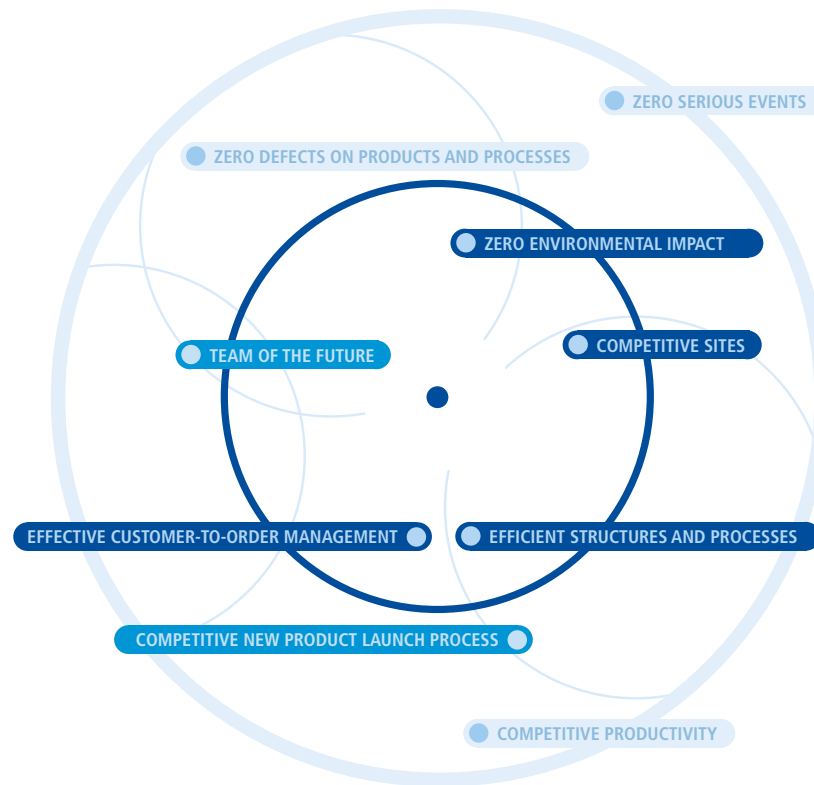 ZERO SERIOUS EVENTS
ZERO DEFECTS ON PRODUCTS AND PROCESSES
ZERO ENVIRONMENTAL IMPACT
COMPETITIVE SITES
TEAM OF THE FUTURE
EFFECTIVE CUSTOMER-TO-ORDER MANAGEMENT
EFFICIENT STRUCTURES AND PROCESSES
COMPETITIVE NEW PRODUCT LAUNCH PROCESS
COMPETITIVE PRODUCTIVITY